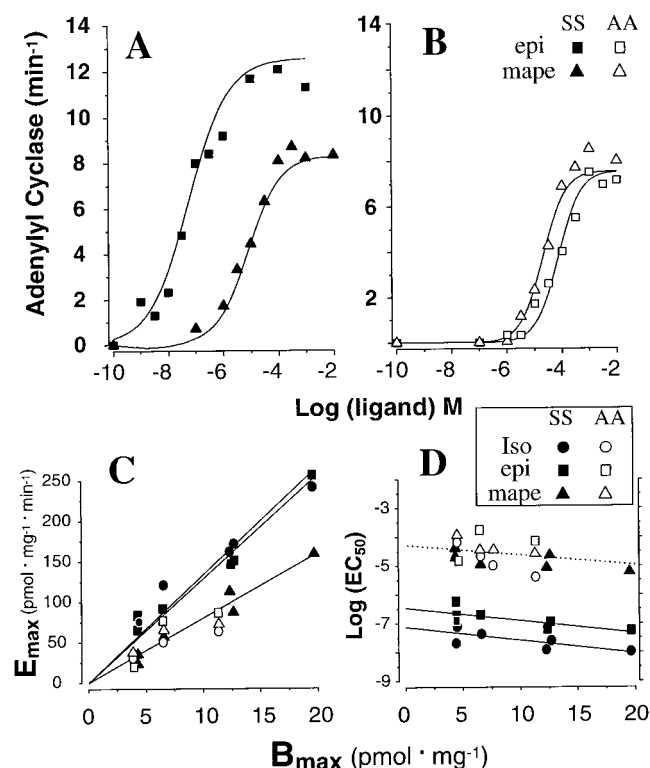 A
Adenylyl Cyclase (min⁻¹)
14
12
10
8
6
4
2
0
-10
-8
-6
-4
-2
B
SS AA
epi
mape
14
10
6
2
-10
-8
-6
-4
-2
Log (ligand) M
C
E max (pmol · mg⁻¹ · min⁻¹)
250
200
150
100
50
0
0
5
10
15
20
SS AA
Iso
epi
mape
D
Log (EC50)
-3
-5
-7
-9
0
5
10
15
20
B max (pmol · mg⁻¹)